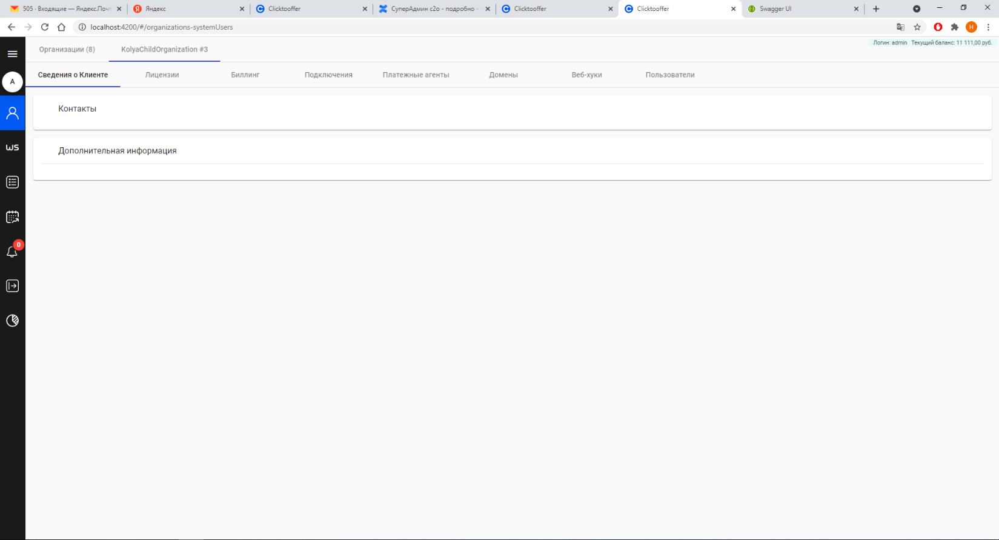 505 · Входящие — Яндекс.Почт
Яндекс
Clicktooffer
СуперАдмин c2o - подробно -
Clicktooffer
Clicktooffer
Swagger UI
localhost:4200/#/organizations-systemUsers
H
Логин: admin Текущий баланс: 11 111,00 руб.
Организации (8)
KolyaChildOrganization #3
A
Сведения о Клиенте
Лицензии
Биллинг
Подключения
Платежные агенты
Домены
Веб-хуки
Пользователи
Контакты
ws
Дополнительная информация
0